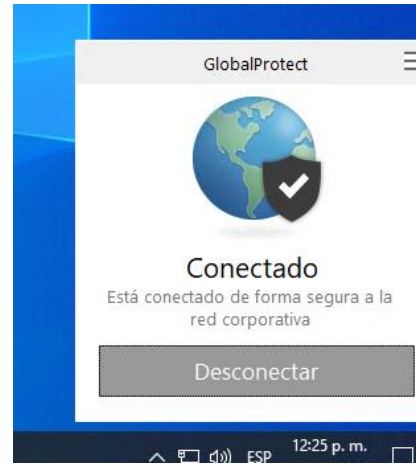 GlobalProtect
Conectado
Está conectado de forma segura a la
red corporativa
Desconectar
ESP
12:25 p. m.